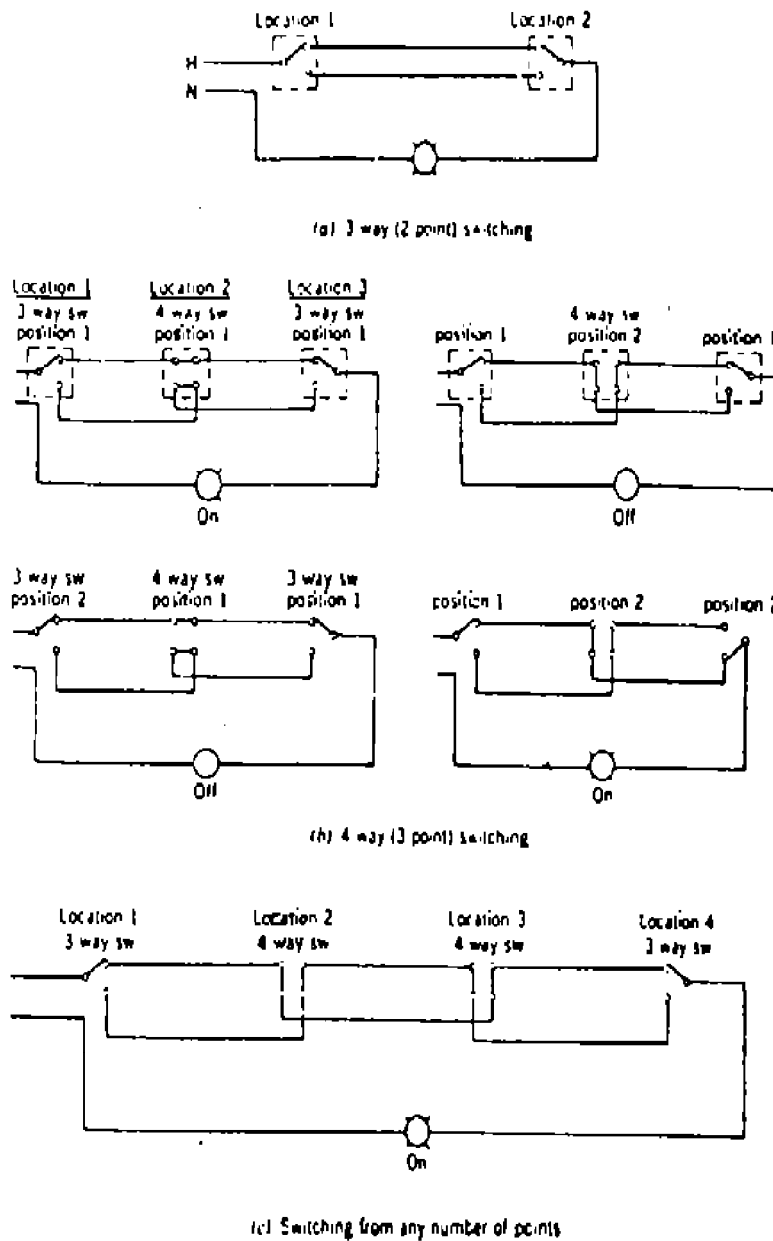 Location 1 Location 2
H
N
(a) 3 way (2 point) switching
Location 1 Location 2 Location 3
3 way sw 4 way sw 3 way sw
position 1 position 1 position 1
4 way sw
position 1 position 2 position 1
On
Off
3 way sw 4 way sw 3 way sw
position 2 position 1 position 1
position 1 position 2 position 2
Off
On
(b) 4 way (3 point) switching
Location 1 Location 2 Location 3 Location 4
3 way sw 4 way sw 4 way sw 3 way sw
On
(c) Switching from any number of points